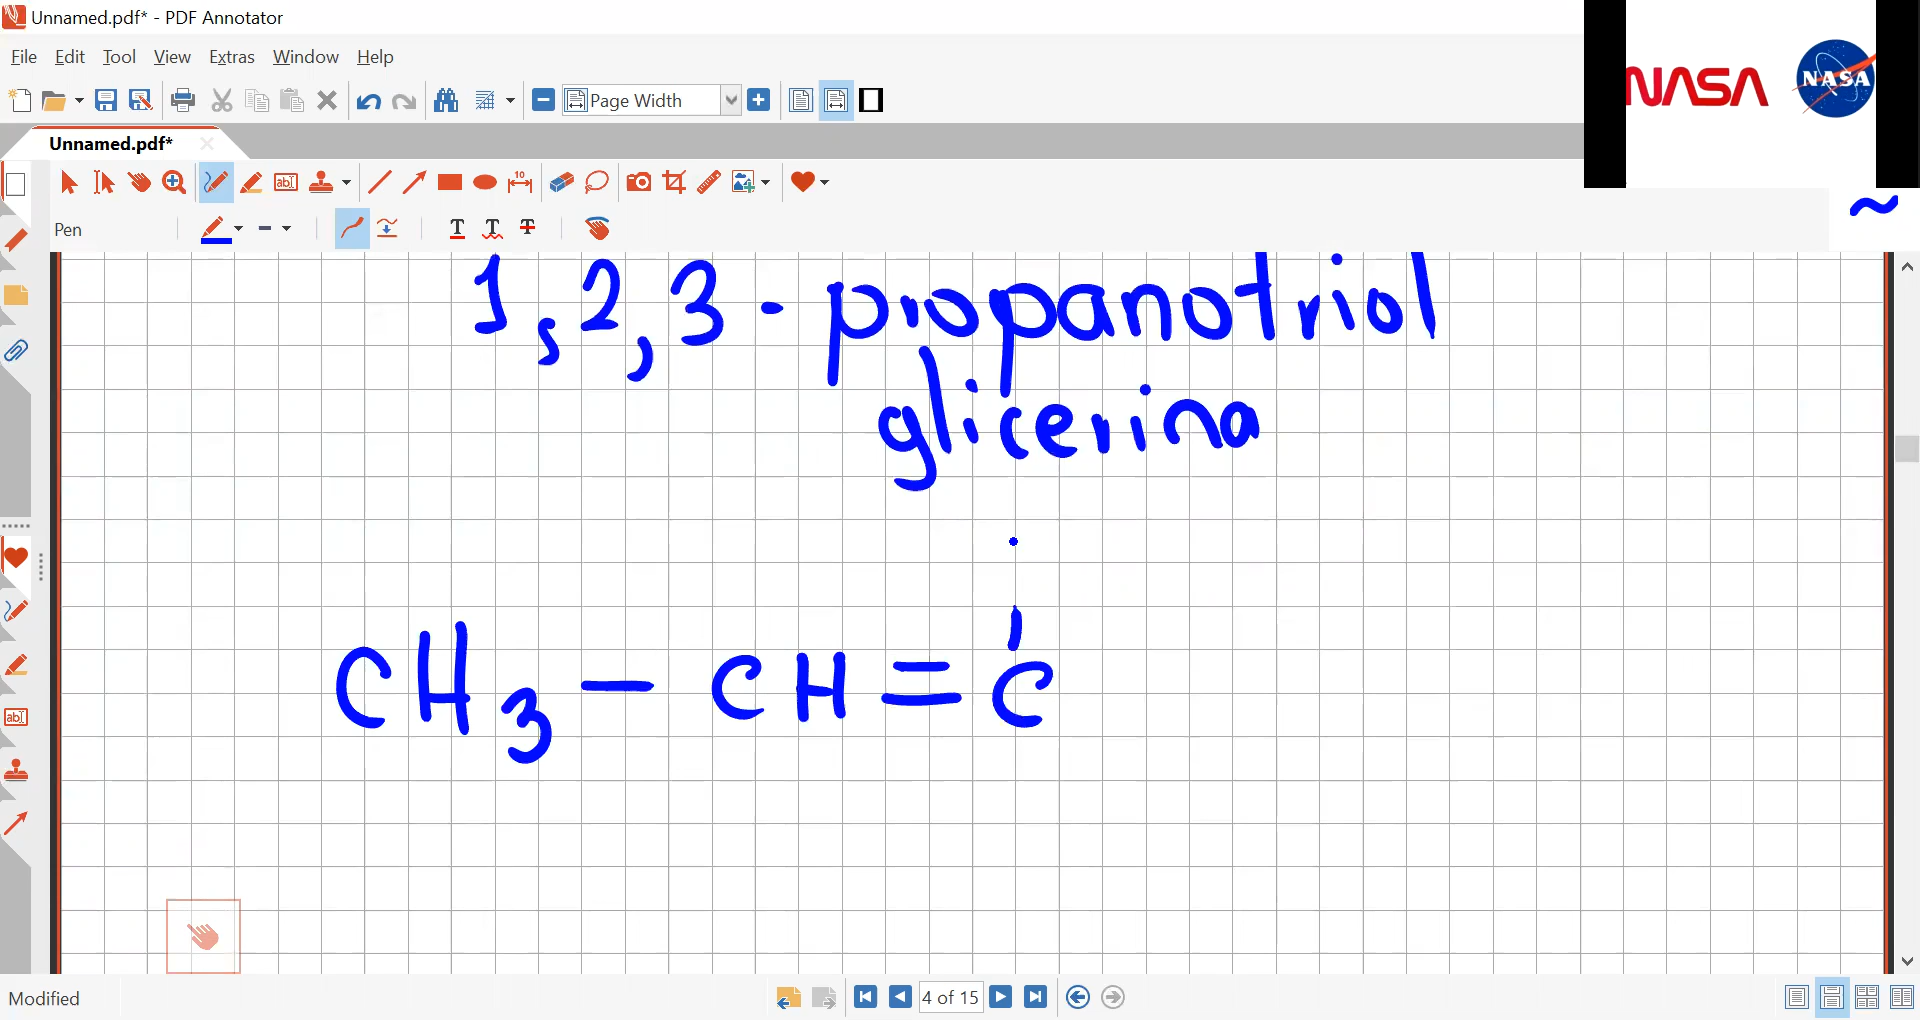 Unnamed.pdf* - PDF Annotator
File Edit Tool View Extras Window Help
NASA NASA
Page Width
Unnamed.pdf*
10
Pen
1,2,3 - propanotriol
glicerina
CH3 - CH = C
Modified
4 of 15